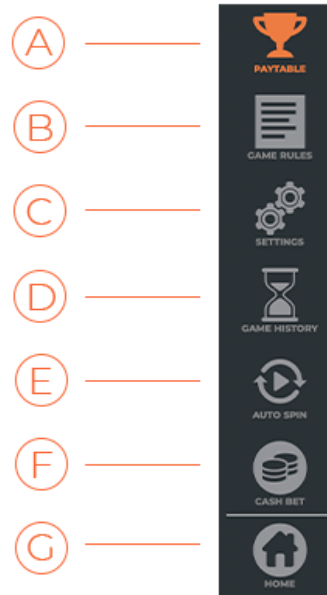 A
PAYTABLE
B
GAME RULES
C
SETTINGS
D
GAME HISTORY
E
AUTO SPIN
F
CASH BET
G
HOME